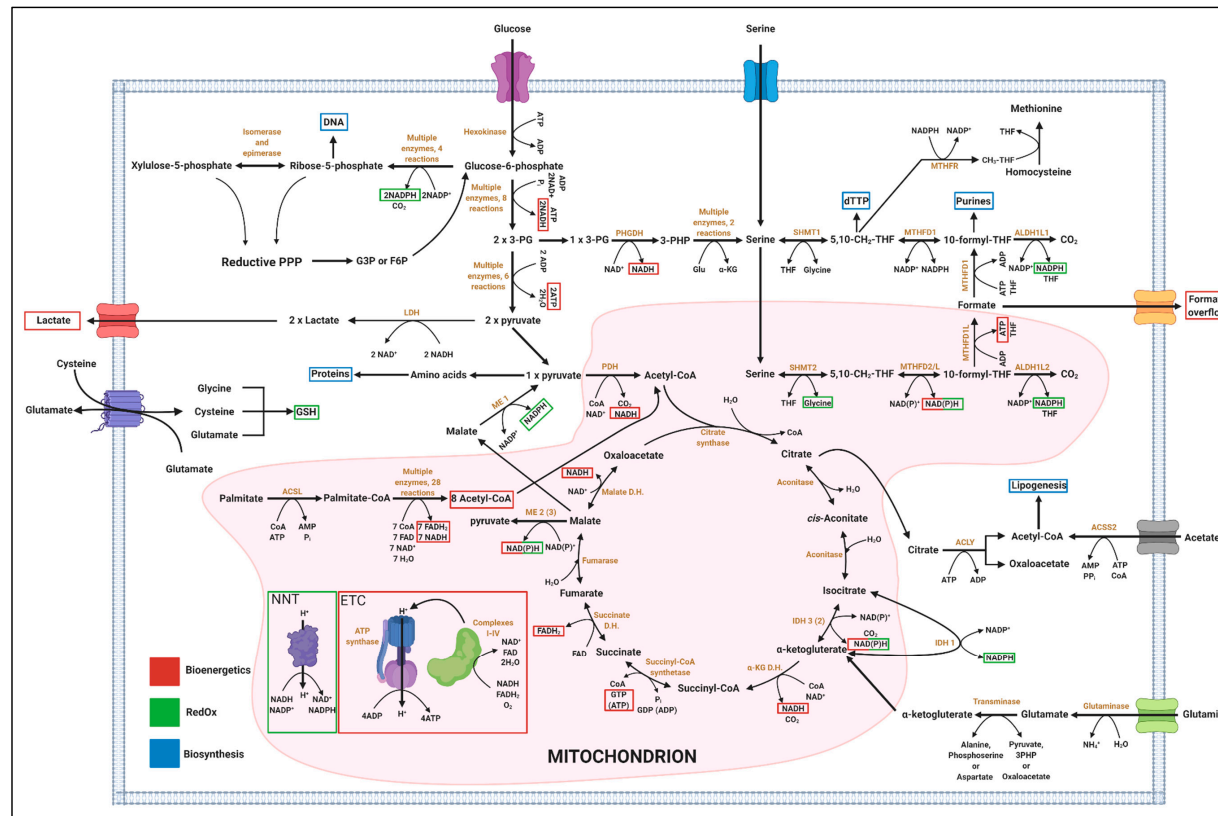 Glucose
Serine
DNA
Isomerase
and
epimerase
Multiple
enzymes, 4
reactions
Hexokinase
ATP
ADP
Xylulose-5-phosphate
Ribose-5-phosphate
Glucose-6-phosphate
2NADPH
2NADP⁺
CO₂
Multiple
enzymes, 8
reactions
Pᵢ
2NAD⁺
ADP
2NADH
ATP
Methionine
NADPH
NADP⁺
THF
MTHFR
CH₃-THF
Homocysteine
Reductive PPP
G3P or F6P
2 x 3-PG
1 x 3-PG
PHGDH
NAD⁺
NADH
3-PHP
Multiple
enzymes, 2
reactions
Glu
α-KG
Serine
SHMT1
THF
Glycine
dTTP
5,10-CH₂-THF
MTHFD1
NADP⁺
NADPH
Purines
10-formyl-THF
ALDH1L1
CO₂
NADP⁺
NADPH
THF
Multiple
enzymes, 6
reactions
2 ADP
2ATP
2H₂O
MTHFD1
ADP
ATP
THF
Formate
Format
overflo
Lactate
2 x Lactate
LDH
2 NAD⁺
2 NADH
2 x pyruvate
MTHFD1L
ATP
THF
ADP
Cysteine
Glutamate
Glutamate
Glycine
Cysteine
Glutamate
GSH
Proteins
Amino acids
1 x pyruvate
PDH
CoA
NAD⁺
CO₂
NADH
Acetyl-CoA
Serine
SHMT2
THF
Glycine
5,10-CH₂-THF
MTHFD2/L
NAD(P)⁺
NAD(P)H
10-formyl-THF
ALDH1L2
CO₂
NADP⁺
NADPH
THF
ME 1
NADP⁺
NADPH
Malate
H₂O
CoA
Citrate
synthase
Oxaloacetate
Citrate
NADH
NAD⁺
Malate D.H.
Aconitase
H₂O
Palmitate
ACSL
CoA
ATP
AMP
Pᵢ
Palmitate-CoA
Multiple
enzymes, 28
reactions
7 CoA
7 FAD
7 NAD⁺
7 H₂O
7 FADH₂
7 NADH
8 Acetyl-CoA
pyruvate
ME 2 (3)
NAD(P)H
NAD(P)⁺
Malate
cis-Aconitate
Aconitase
H₂O
Isocitrate
Lipogenesis
Acetyl-CoA
ACSS2
Acetate
AMP
PPᵢ
ATP
CoA
Citrate
ACLY
ATP
ADP
Oxaloacetate
Fumarase
H₂O
Fumarate
FADH₂
FAD
Succinate
D.H.
Succinate
Succinyl-CoA
synthetase
CoA
GTP
(ATP)
Pᵢ
GDP (ADP)
Succinyl-CoA
IDH 3 (2)
NAD(P)⁺
CO₂
NAD(P)H
α-ketogluterate
α-KG D.H.
CoA
NAD⁺
NADH
CO₂
IDH 1
NADP⁺
NADPH
NNT
H⁺
H⁺
NADH
NADP⁺
NAD⁺
NADPH
ETC
H⁺
ATP
synthase
Complexes
I-IV
NAD⁺
FAD
2H₂O
NADH
FADH₂
O₂
4ADP
H⁺
4ATP
Bioenergetics
RedOx
Biosynthesis
MITOCHONDRION
α-ketogluterate
Transaminase
Glutamate
Glutaminase
Glutami
Alanine,
Phosphoserine
or
Aspartate
Pyruvate,
3PHP
or
Oxaloacetate
NH₄⁺
H₂O